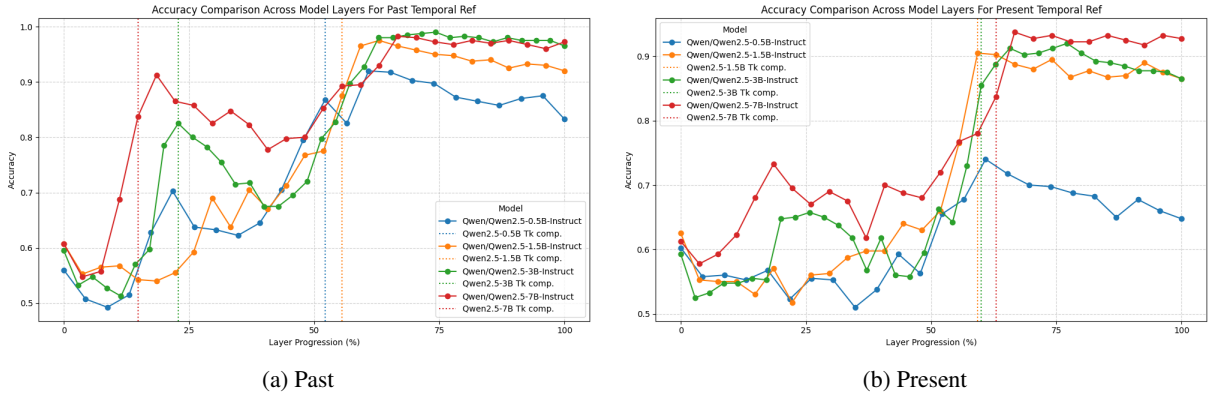 Accuracy Comparison Across Model Layers For Past Temporal Ref
1.0
0.9
0.8
0.7
0.6
0.5
Accuracy
0
25
50
75
100
Layer Progression (%)
Model
Qwen/Qwen2.5-0.5B-Instruct
Qwen2.5-0.5B Tk comp.
Qwen/Qwen2.5-1.5B-Instruct
Qwen2.5-1.5B Tk comp.
Qwen/Qwen2.5-3B-Instruct
Qwen2.5-3B Tk comp.
Qwen/Qwen2.5-7B-Instruct
Qwen2.5-7B Tk comp.
(a) Past
Accuracy Comparison Across Model Layers For Present Temporal Ref
Model
Qwen/Qwen2.5-0.5B-Instruct
Qwen/Qwen2.5-1.5B-Instruct
Qwen2.5-1.5B Tk comp.
Qwen/Qwen2.5-3B-Instruct
Qwen2.5-3B Tk comp.
Qwen/Qwen2.5-7B-Instruct
Qwen2.5-7B Tk comp.
0.9
0.8
0.7
0.6
0.5
Accuracy
0
25
50
75
100
Layer Progression (%)
(b) Present